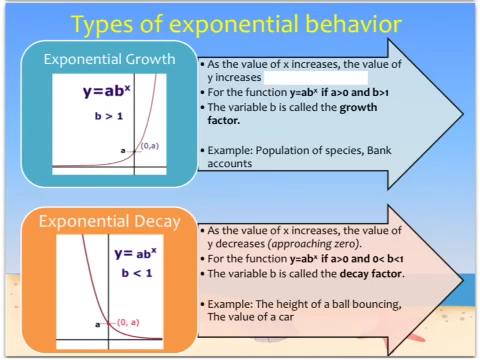 Types of exponential behavior
Exponential Growth
y=abˣ
b > 1
a
(0,a)
• As the value of x increases, the value of
y increases
• For the function y=abˣ if a>0 and b>1
• The variable b is called the growth
factor.
• Example: Population of species, Bank
accounts
Exponential Decay
y= abˣ
b < 1
a
(0, a)
• As the value of x increases, the value of
y decreases (approaching zero).
• For the function y=abˣ if a>0 and 0< b<1
• The variable b is called the decay factor.
• Example: The height of a ball bouncing,
The value of a car